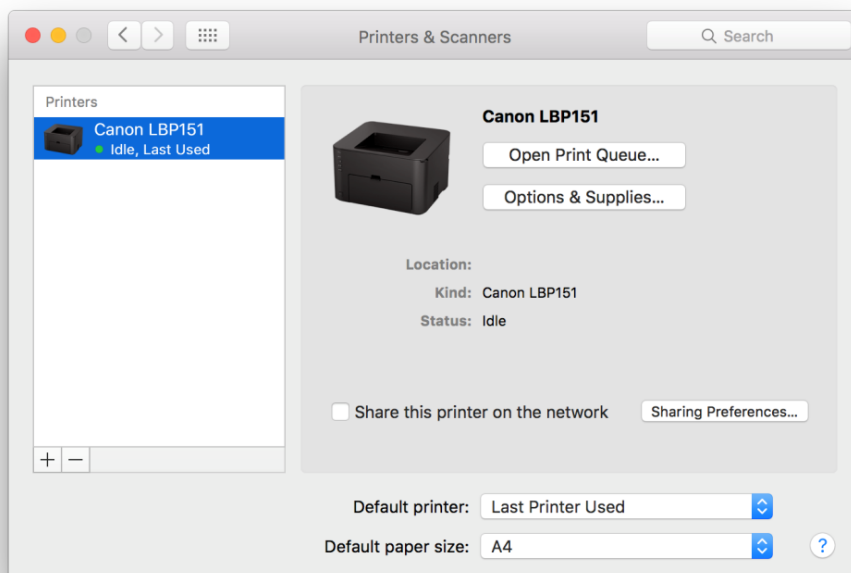 Printers & Scanners
Search
Printers
Canon LBP151
Idle, Last Used
Canon LBP151
Open Print Queue...
Options & Supplies...
Location:
Kind: Canon LBP151
Status: Idle
Share this printer on the network
Sharing Preferences...
Default printer: Last Printer Used
Default paper size: A4
?